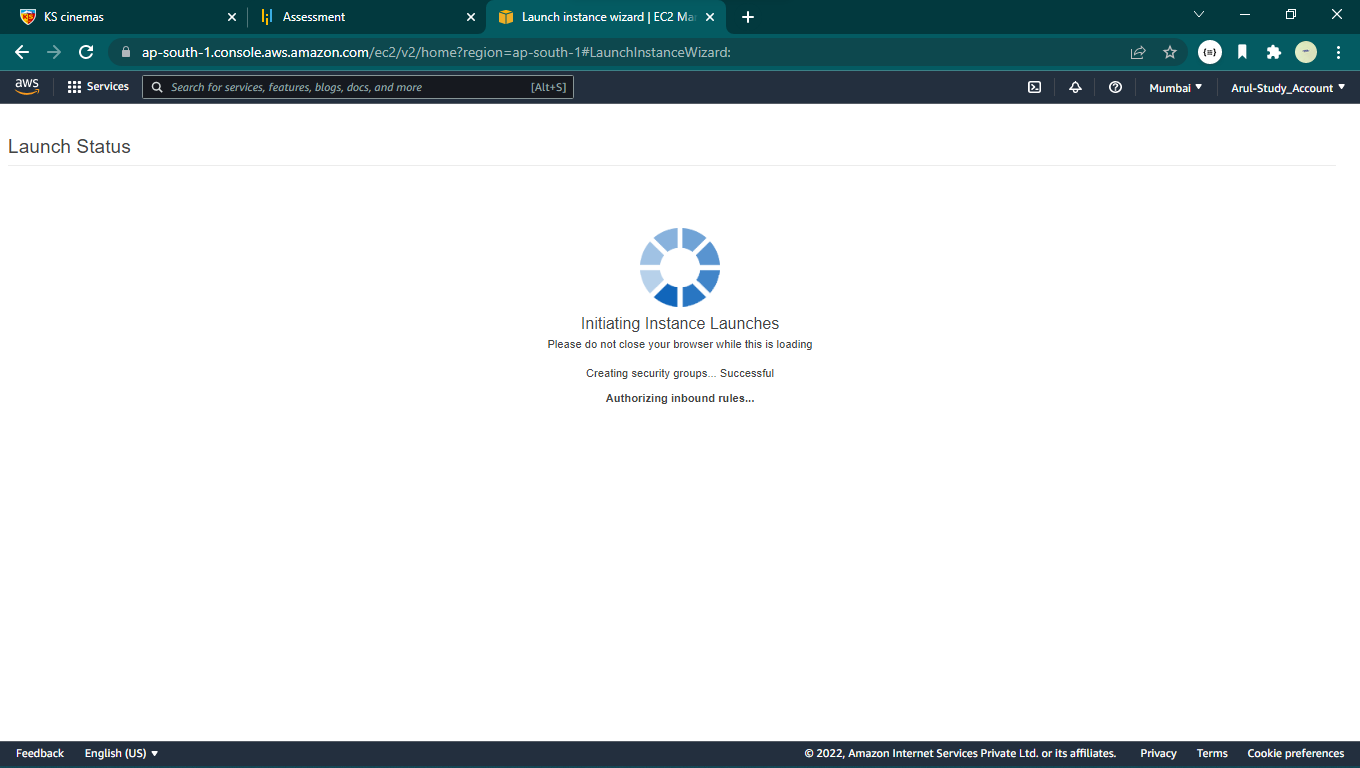 KS cinemas
Assessment
Launch instance wizard | EC2 Ma
ap-south-1.console.aws.amazon.com/ec2/v2/home?region=ap-south-1#LaunchInstanceWizard:
aws
Services
Search for services, features, blogs, docs, and more
[Alt+S]
Mumbai
Arul-Study_Account
Launch Status
Initiating Instance Launches
Please do not close your browser while this is loading
Creating security groups... Successful
Authorizing inbound rules...
Feedback
English (US)
© 2022, Amazon Internet Services Private Ltd. or its affiliates.
Privacy
Terms
Cookie preferences